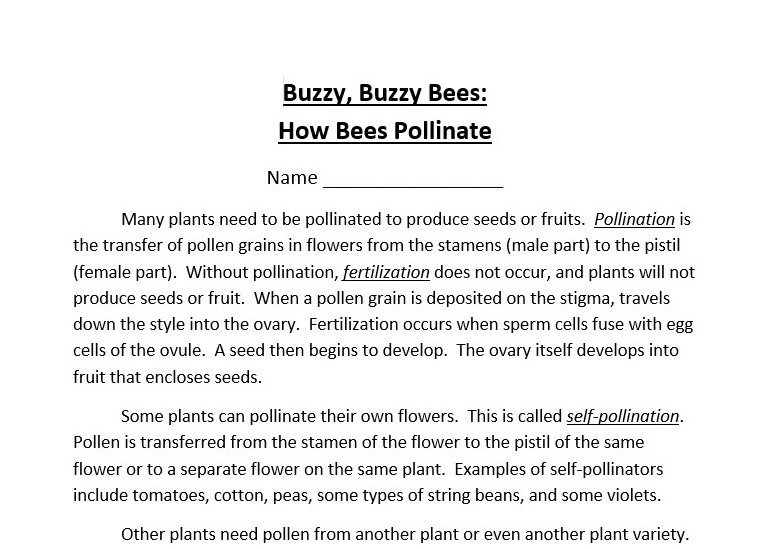 Buzzy, Buzzy Bees:
How Bees Pollinate
Name __________________
Many plants need to be pollinated to produce seeds or fruits. Pollination is
the transfer of pollen grains in flowers from the stamens (male part) to the pistil
(female part). Without pollination, fertilization does not occur, and plants will not
produce seeds or fruit. When a pollen grain is deposited on the stigma, travels
down the style into the ovary. Fertilization occurs when sperm cells fuse with egg
cells of the ovule. A seed then begins to develop. The ovary itself develops into
fruit that encloses seeds.
Some plants can pollinate their own flowers. This is called self-pollination.
Pollen is transferred from the stamen of the flower to the pistil of the same
flower or to a separate flower on the same plant. Examples of self-pollinators
include tomatoes, cotton, peas, some types of string beans, and some violets.
Other plants need pollen from another plant or even another plant variety.